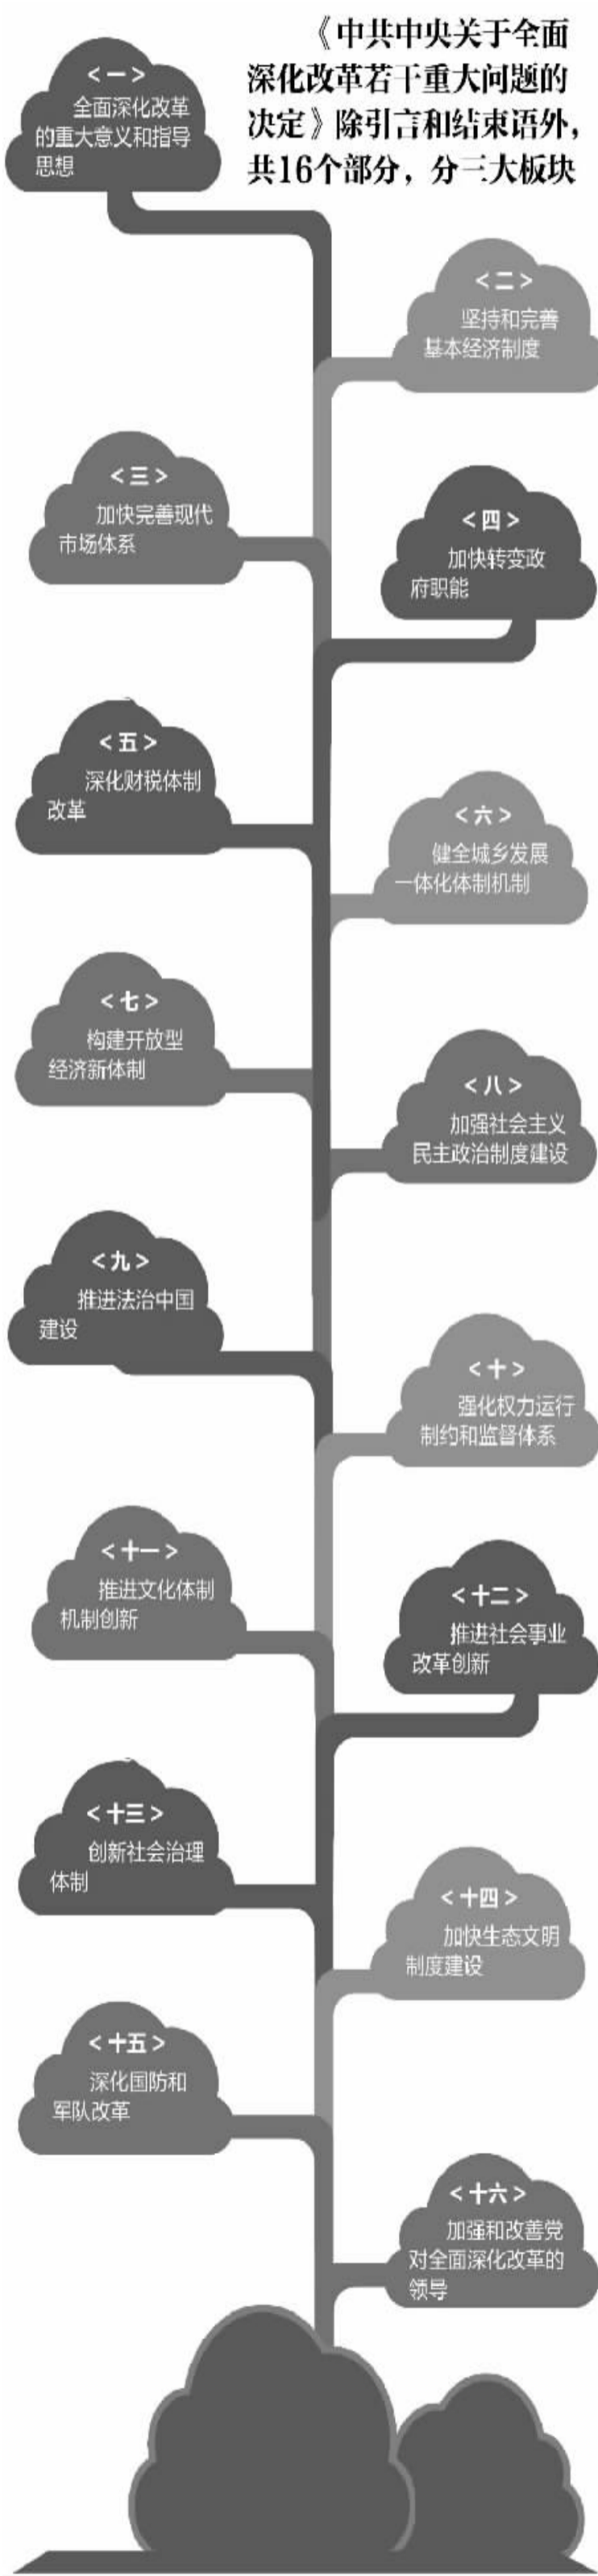 《中共中央关于全面
深化改革若干重大问题的
决定》除引言和结束语外，
共16个部分，分三大板块
<一>
全面深化改革
的重大意义和指导
思想
<二>
坚持和完善
基本经济制度
<三>
加快完善现代
市场体系
<四>
加快转变政
府职能
<五>
深化财税体制
改革
<六>
健全城乡发展
一体化体制机制
<七>
构建开放型
经济新体制
<八>
加强社会主义
民主政治制度建设
<九>
推进法治中国
建设
<十>
强化权力运行
制约和监督体系
<十一>
推进文化体制
机制创新
<十二>
推进社会事业
改革创新
<十三>
创新社会治理
体制
<十四>
加快生态文明
制度建设
<十五>
深化国防和
军队改革
<十六>
加强和改善党
对全面深化改革的
领导